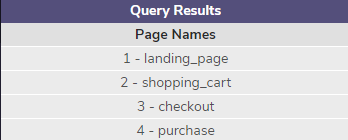 Query Results
Page Names
1 - landing_page
2 - shopping_cart
3 - checkout
4 - purchase